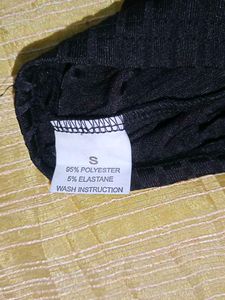 S
95% POLYESTER
5% ELASTANE
WASH INSTRUCTION